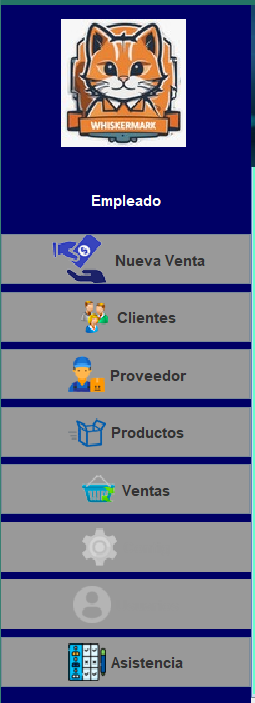 WHISKERMARK
Empleado
Nueva Venta
Clientes
Proveedor
Productos
Ventas
Asistencia